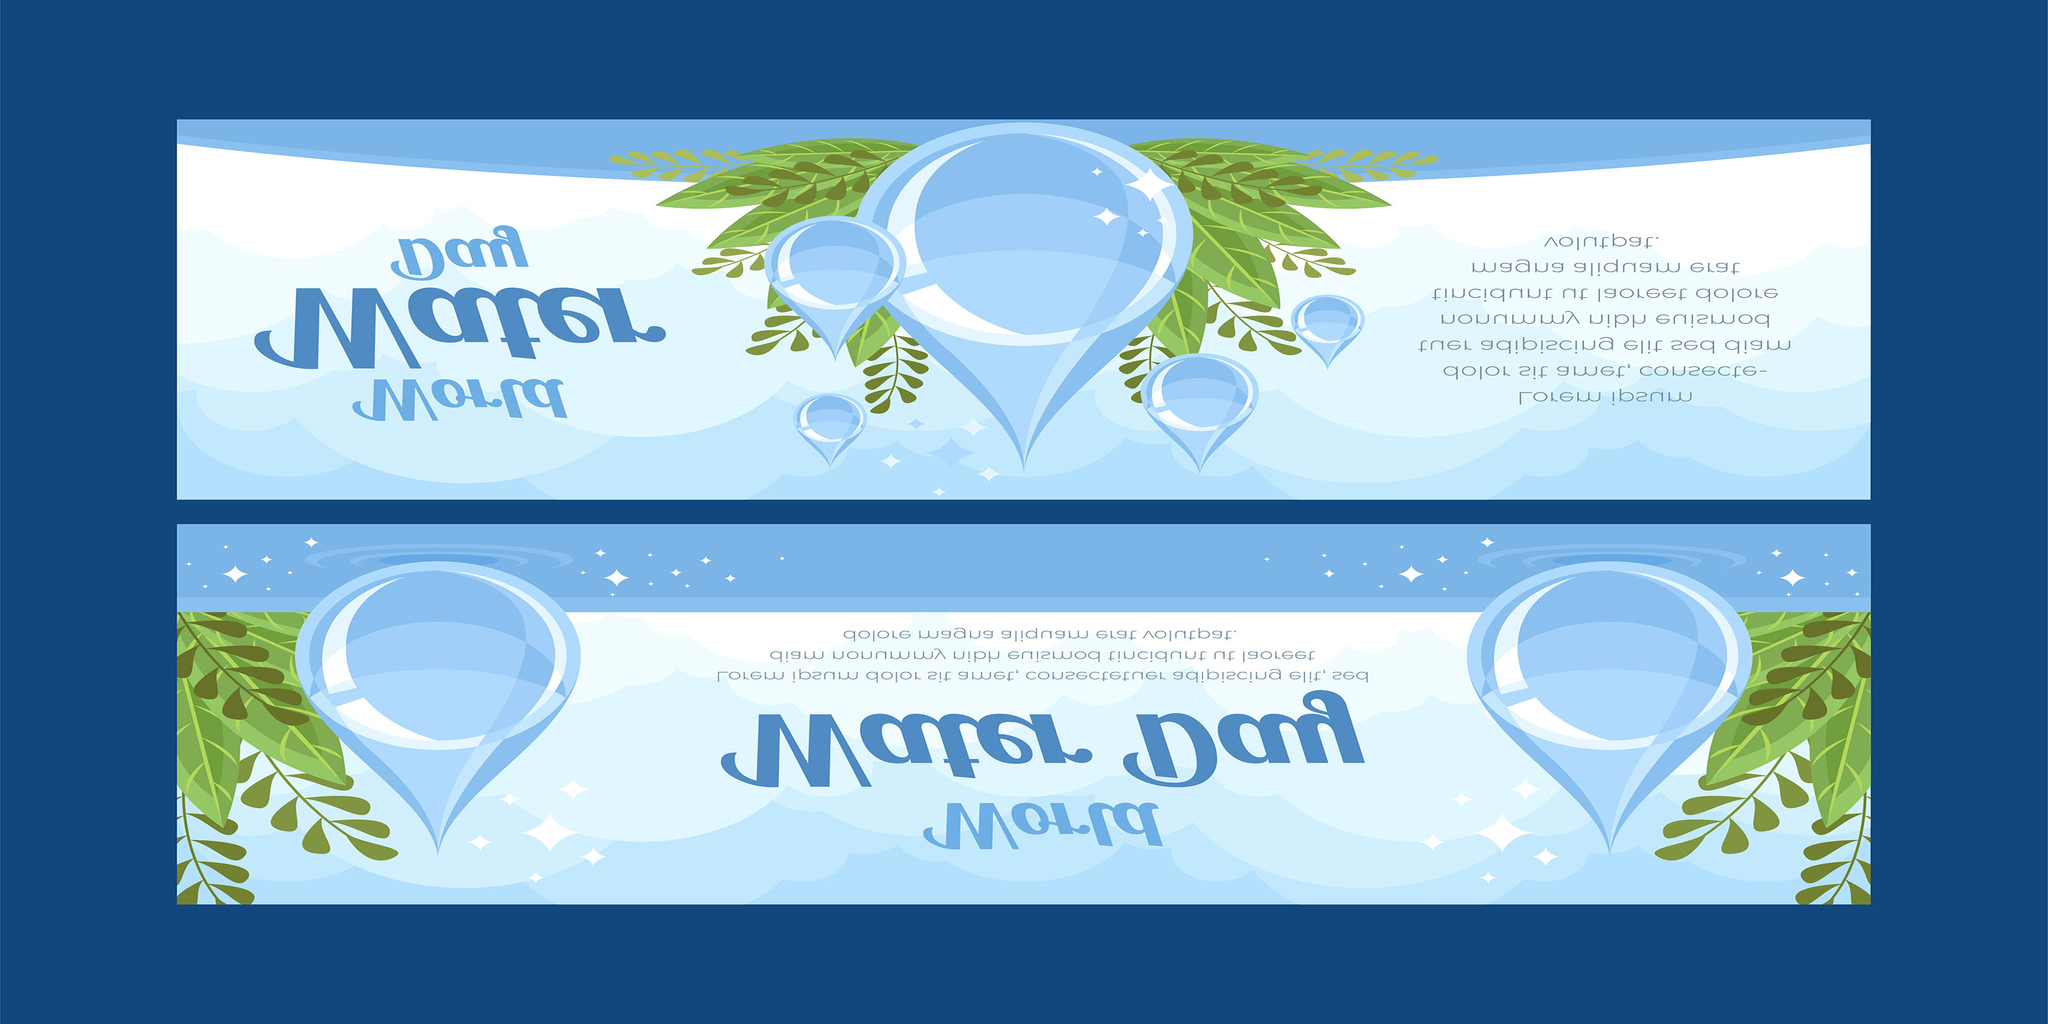 World
Water
Day
Lorem ipsum
dolor sit amet, consecte-
tuer adipiscing elit sed diam
nonummy nibh euismod
tincidunt ut laoreet dolore
magna aliquam erat
volutpat.
World
Water Day
Lorem ipsum dolor sit amet, consectetuer adipiscing elit, sed
diam nonummy nibh euismod tincidunt ut laoreet
dolore magna aliquam erat volutpat.